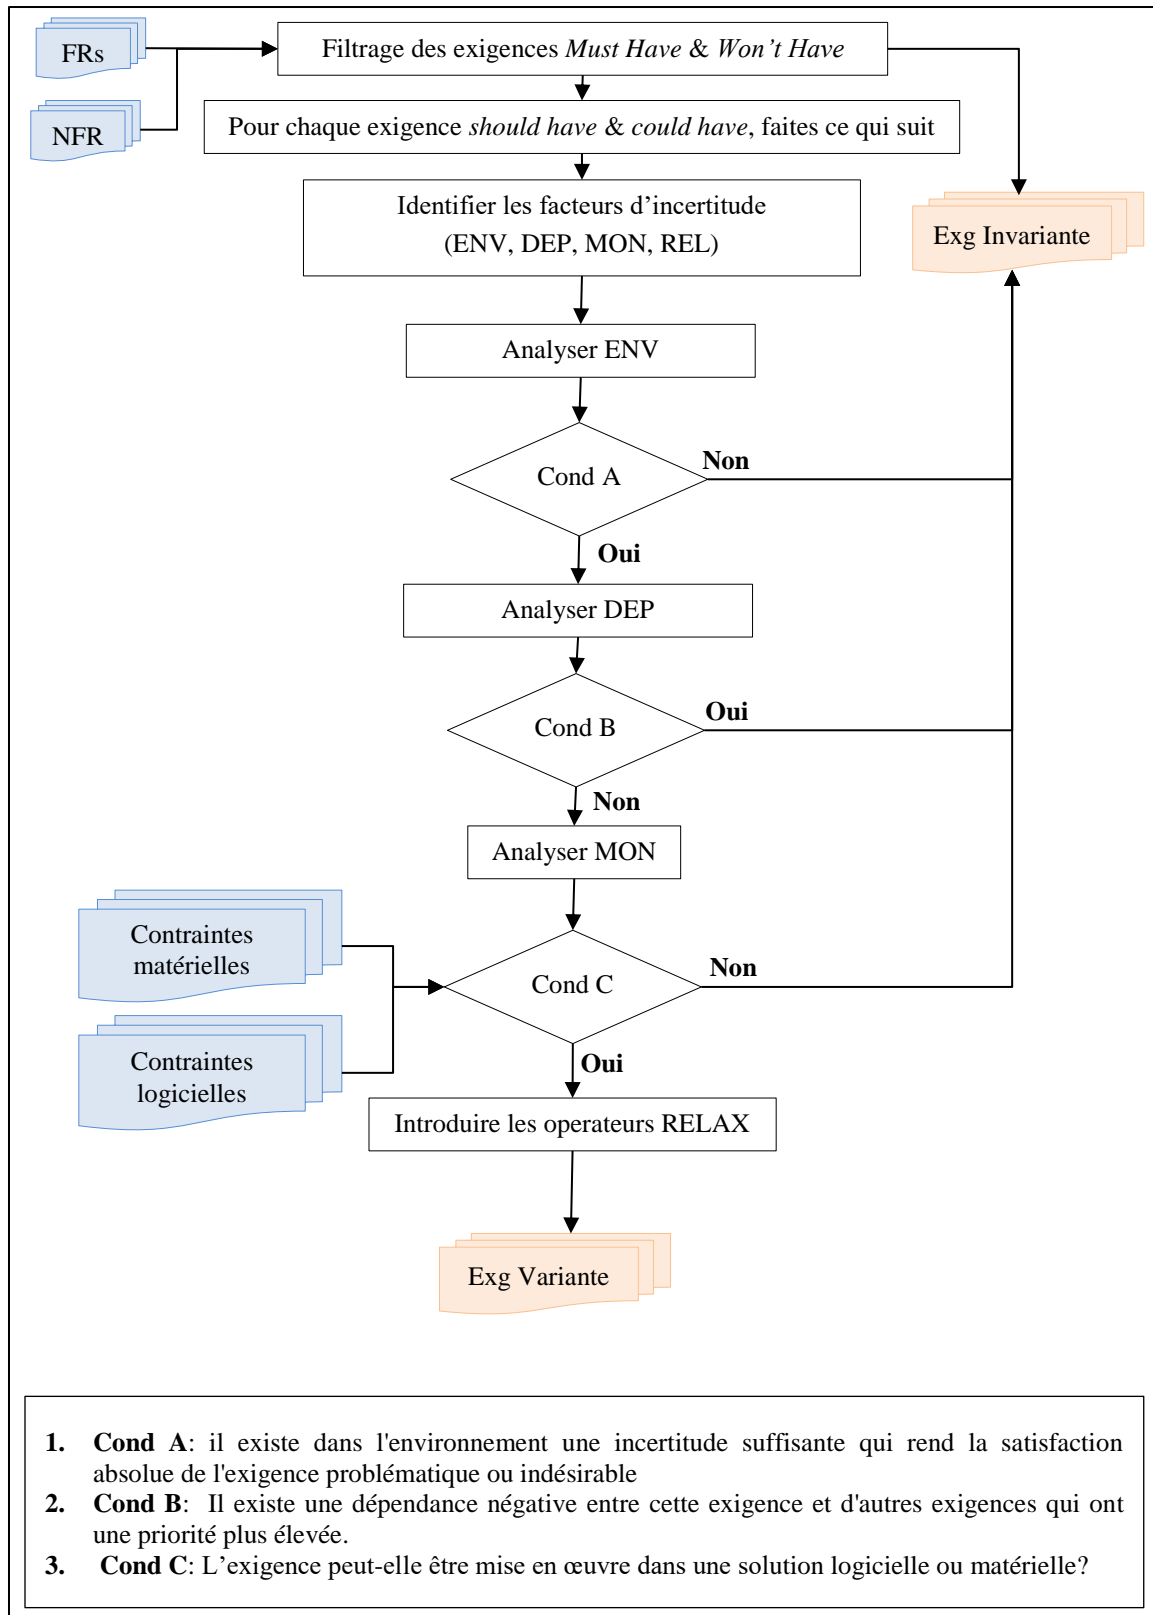 FRs
Filtrage des exigences Must Have & Won't Have
NFR
Pour chaque exigence should have & could have, faites ce qui suit
Identifier les facteurs d'incertitude
(ENV, DEP, MON, REL)
Exg Invariante
Analyser ENV
Cond A
Non
Oui
Analyser DEP
Cond B
Oui
Non
Analyser MON
Contraintes
matérielles
Cond C
Non
Contraintes
logicielles
Oui
Introduire les operateurs RELAX
Exg Variante
1. Cond A: il existe dans l'environnement une incertitude suffisante qui rend la satisfaction
absolue de l'exigence problématique ou indésirable
2. Cond B: Il existe une dépendance négative entre cette exigence et d'autres exigences qui ont
une priorité plus élevée.
3. Cond C: L'exigence peut-elle être mise en œuvre dans une solution logicielle ou matérielle?